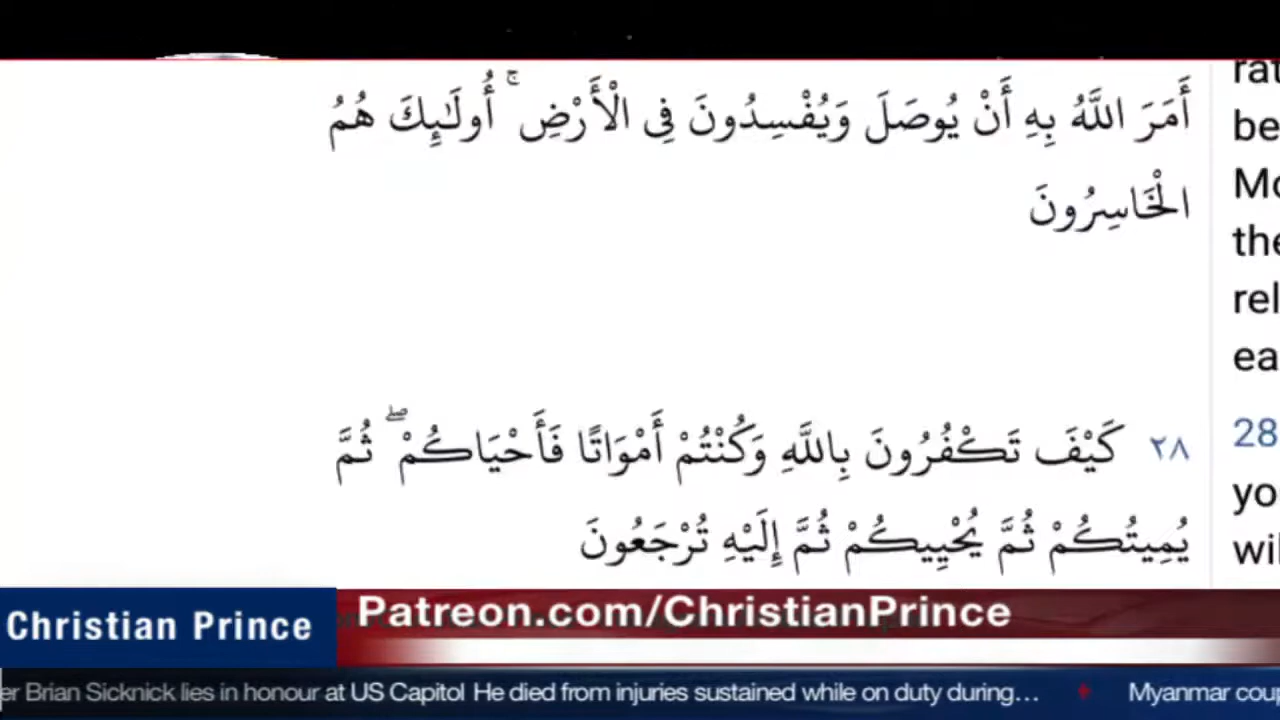 أَمَرَ اللَّهُ بِهِ أَنْ يُوصَلَ وَيُفْسِدُونَ فِي الْأَرْضِ ۚ أُولَٰئِكَ هُمُ
الْخَاسِرُونَ
٢٨ كَيْفَ تَكْفُرُونَ بِاللَّهِ وَكُنْتُمْ أَمْوَاتًا فَأَحْيَاكُمْ ۖ ثُمَّ
يُمِيتُكُمْ ثُمَّ يُحْيِيكُمْ ثُمَّ إِلَيْهِ تُرْجَعُونَ
be
the
rel
ea
28
yo
wil
Christian Prince
Patreon.com/ChristianPrince
er Brian Sicknick lies in honour at US Capitol He died from injuries sustained while on duty during… Myanmar coup